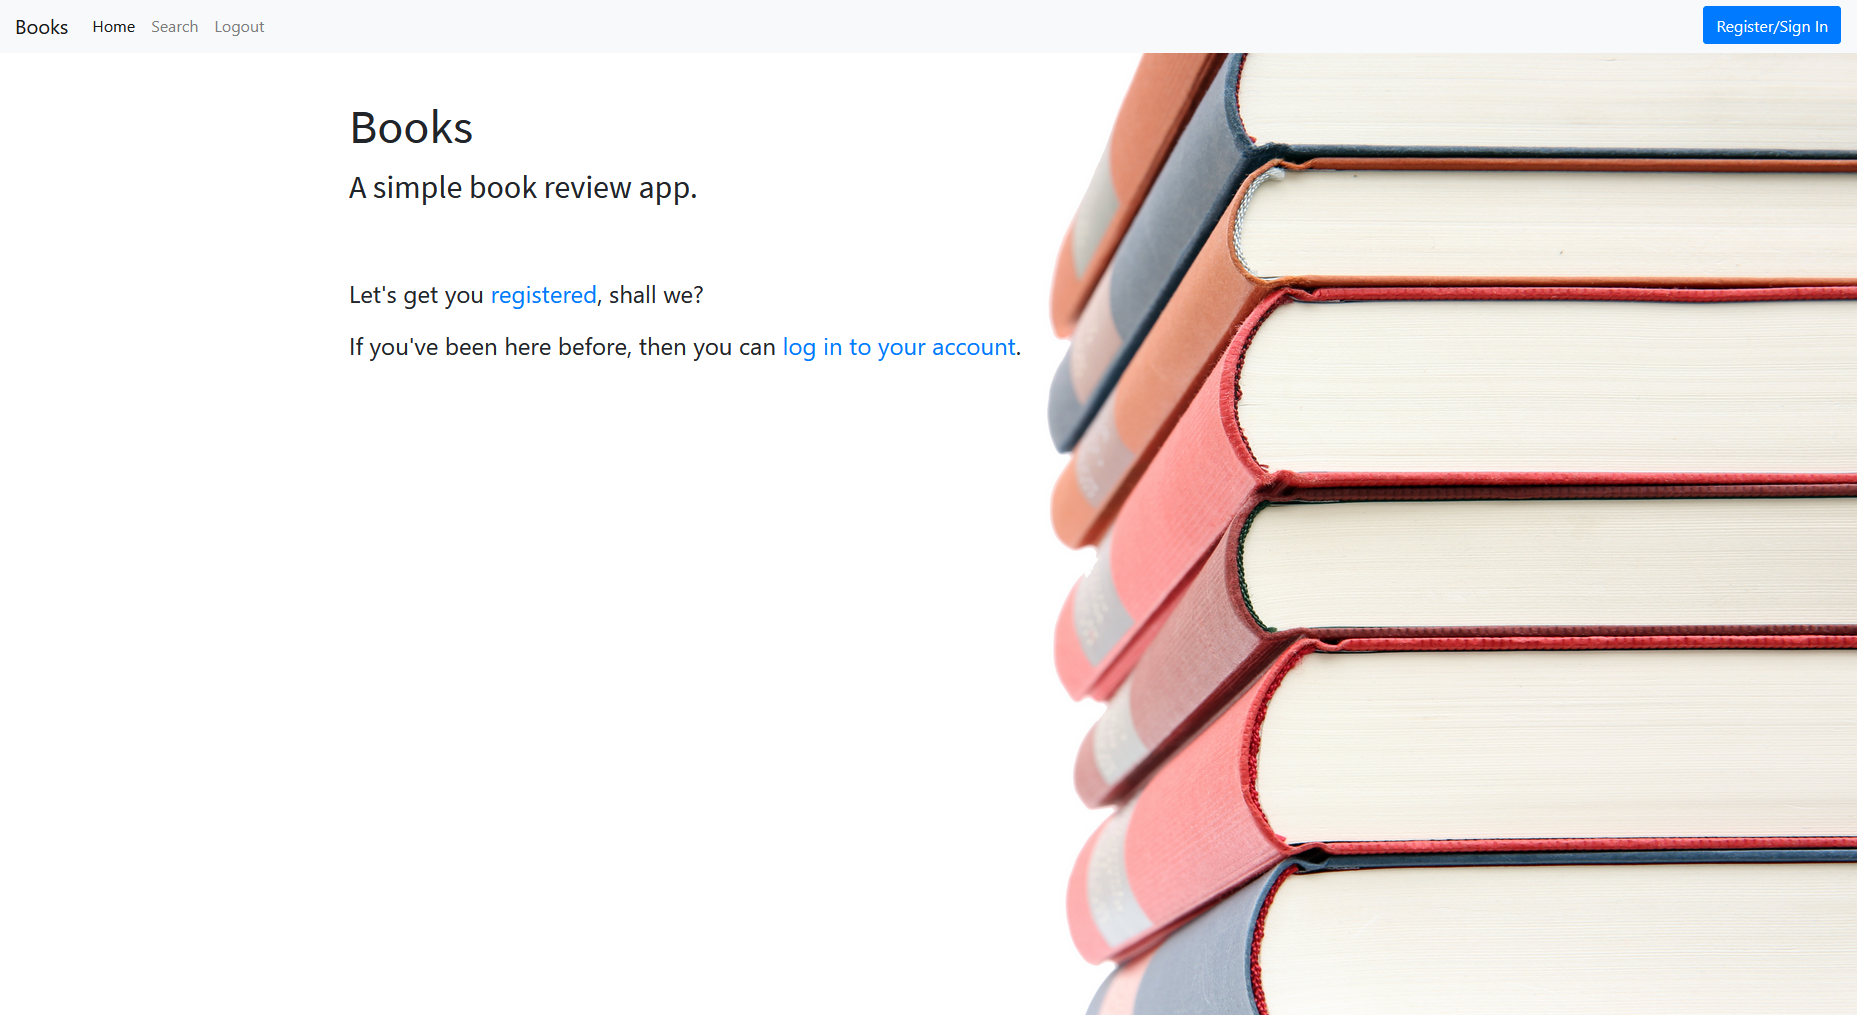 Books Home Search Logout Register/Sign In
Books
A simple book review app.
Let's get you registered, shall we?
If you've been here before, then you can log in to your account.